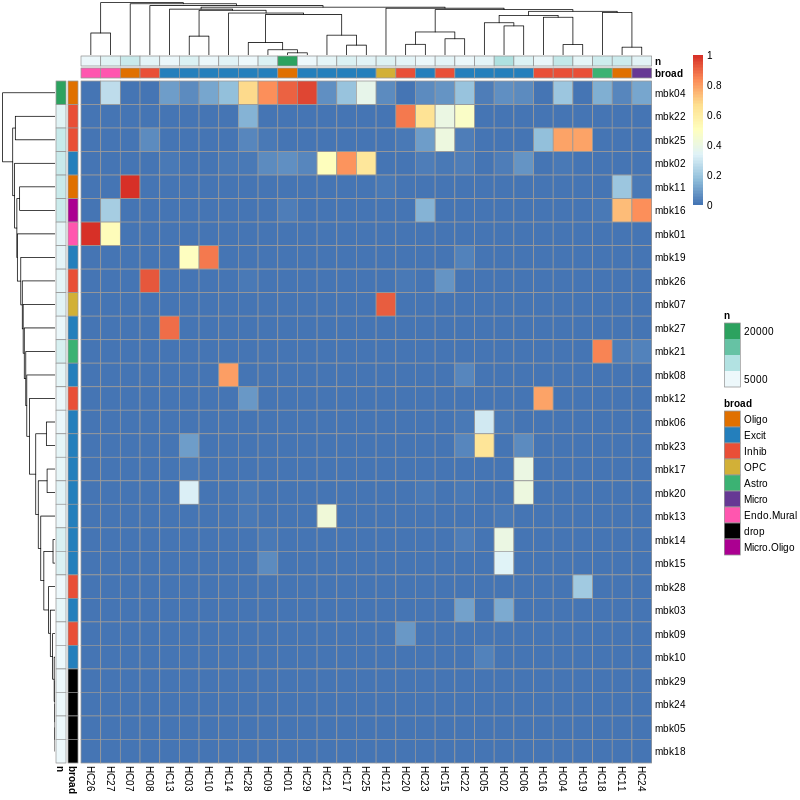 n
broad
mbk04
mbk22
mbk25
mbk02
mbk11
mbk16
mbk01
mbk19
mbk26
mbk07
mbk27
mbk21
mbk08
mbk12
mbk06
mbk23
mbk17
mbk20
mbk13
mbk14
mbk15
mbk28
mbk03
mbk09
mbk10
mbk29
mbk24
mbk05
mbk18
n
broad
HC26
HC27
HC07
HC08
HC13
HC03
HC10
HC14
HC28
HC09
HC01
HC29
HC21
HC17
HC25
HC12
HC20
HC23
HC15
HC22
HC05
HC02
HC06
HC16
HC04
HC19
HC18
HC11
HC24
1
0.8
0.6
0.4
0.2
0
n
20000
5000
broad
Oligo
Excit
Inhib
OPC
Astro
Micro
Endo.Mural
drop
Micro.Oligo